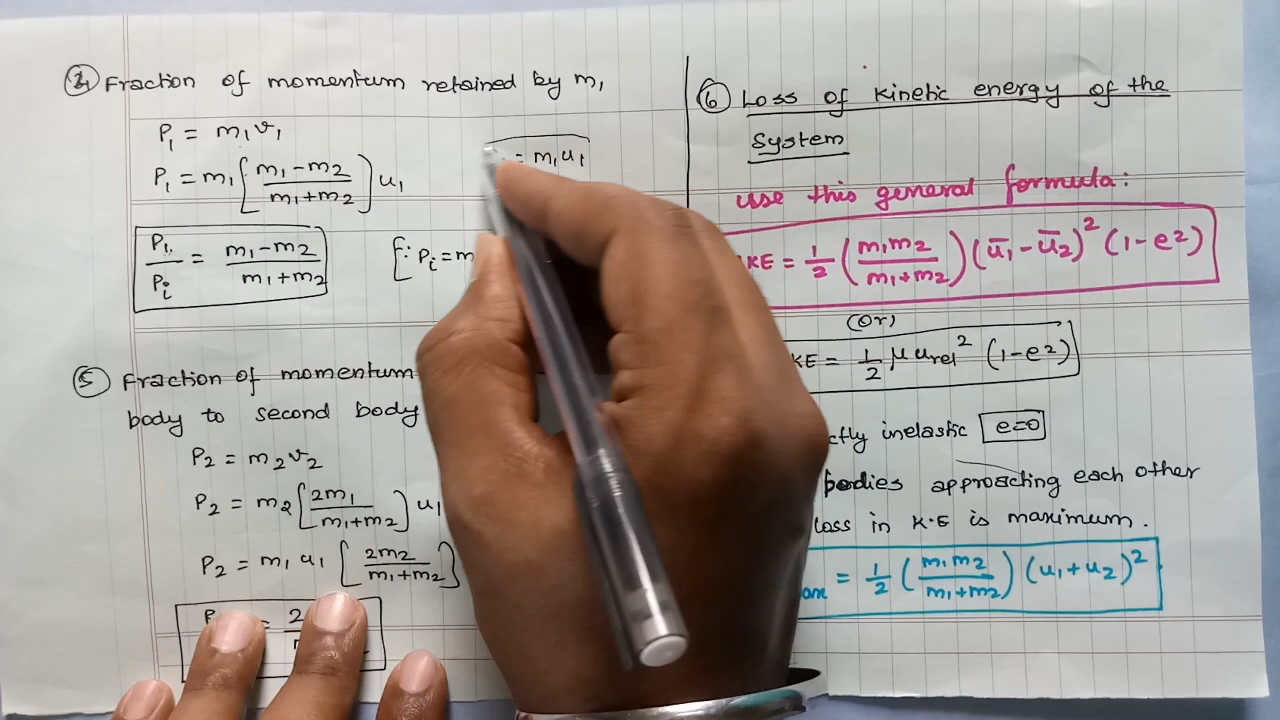 ④ Fraction of momentum retained by m₁
P₁ = m₁v₁
= m₁u₁
P₁ = m₁ [(m₁-m₂)/(m₁+m₂)] u₁
P₁/Pᵢ = (m₁-m₂)/(m₁+m₂)
[∵ Pᵢ = m
⑤ Fraction of momentum
body to second body
P₂ = m₂v₂
P₂ = m₂ [2m₁/(m₁+m₂)] u₁
P₂ = m₁u₁ [2m₂/(m₁+m₂)]
= 2
⑥ Loss of kinetic energy of the
system
use this general formula:
KE = 1/2 (m₁m₂/(m₁+m₂)) (ū₁-ū₂)² (1-e²)
(Or)
KE = 1/2 μ u_rel² (1-e²)
ctly inelastic e=0
bodies approaching each other
loss in K.E is maximum.
= 1/2 (m₁m₂/(m₁+m₂)) (u₁+u₂)²